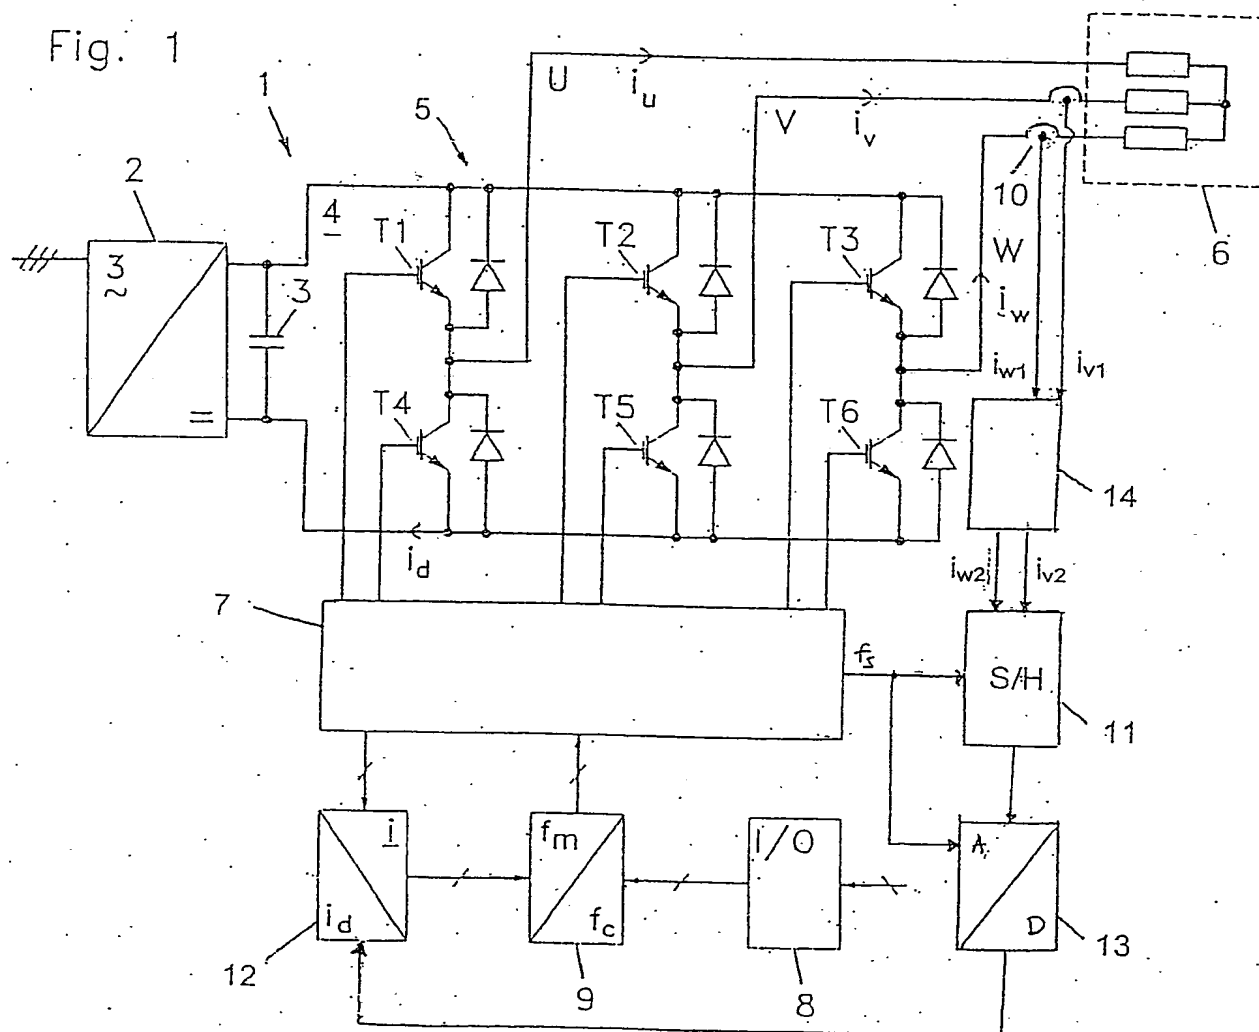 Fig. 1
1
2
3
~
=
3
4
5
U
i_u
V
i_v
10
W
i_w
6
T1
T2
T3
T4
T5
T6
i_w1
i_v1
14
i_d
i_w2
i_v2
7
f_s
S/H
11
i
i_d
12
f_m
f_c
9
I/O
8
A
D
13